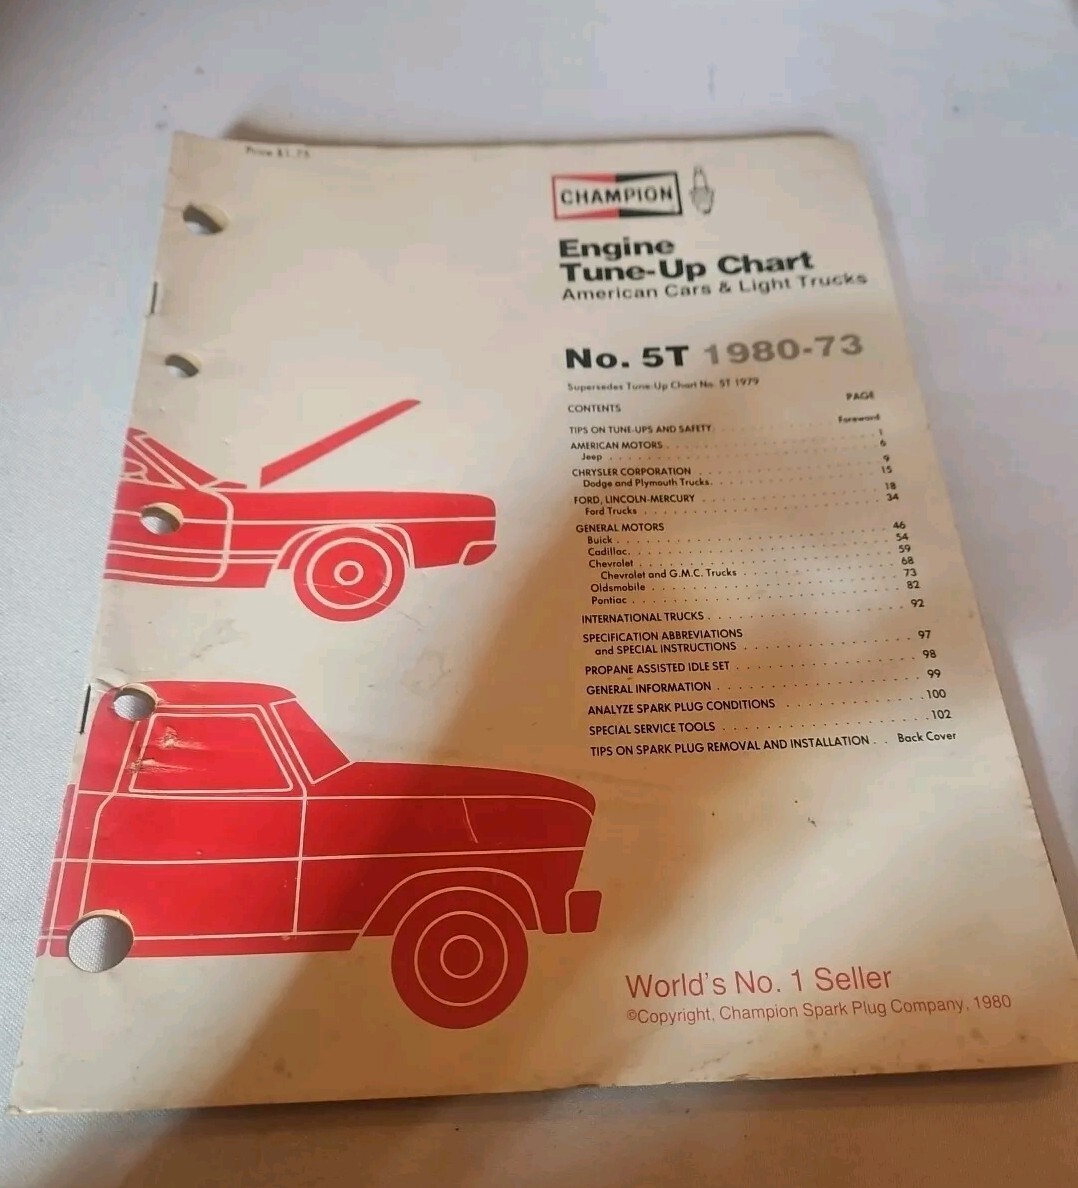 Price $1.75
CHAMPION
Engine
Tune-Up Chart
American Cars & Light Trucks
No. 5T 1980-73
Supersedes Tune-Up Chart No. 5T 1979
CONTENTS PAGE
TIPS ON TUNE-UPS AND SAFETY Foreword
AMERICAN MOTORS . . . . . . . . . . 1
Jeep . . . . . . . . . . 6
CHRYSLER CORPORATION . . . . . . . . . . 9
Dodge and Plymouth Trucks. . . . . . . . . . 15
FORD, LINCOLN-MERCURY . . . . . . . . . . 18
Ford Trucks . . . . . . . . . . 34
GENERAL MOTORS
Buick . . . . . . . . . . 46
Cadillac. . . . . . . . . . 54
Chevrolet . . . . . . . . . . 59
Chevrolet and G.M.C. Trucks . . . . . . . . . . 68
Oldsmobile . . . . . . . . . . 73
Pontiac . . . . . . . . . . 82
INTERNATIONAL TRUCKS . . . . . . . . . . 92
SPECIFICATION ABBREVIATIONS
and SPECIAL INSTRUCTIONS . . . . . . . . . . 97
PROPANE ASSISTED IDLE SET . . . . . . . . . . 98
GENERAL INFORMATION . . . . . . . . . . 99
ANALYZE SPARK PLUG CONDITIONS . . . . . . . . . . 100
SPECIAL SERVICE TOOLS . . . . . . . . . . 102
TIPS ON SPARK PLUG REMOVAL AND INSTALLATION . . Back Cover
World's No. 1 Seller
©Copyright, Champion Spark Plug Company, 1980